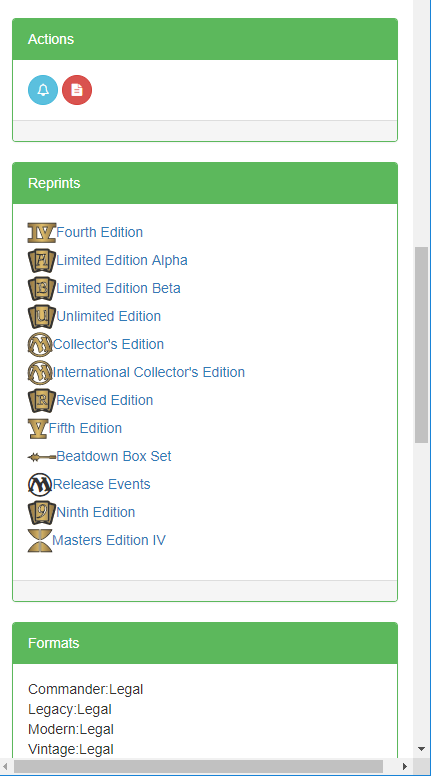 Actions
Reprints
Fourth Edition
Limited Edition Alpha
Limited Edition Beta
Unlimited Edition
Collector's Edition
International Collector's Edition
Revised Edition
Fifth Edition
Beatdown Box Set
Release Events
Ninth Edition
Masters Edition IV
Formats
Commander:Legal
Legacy:Legal
Modern:Legal
Vintage:Legal